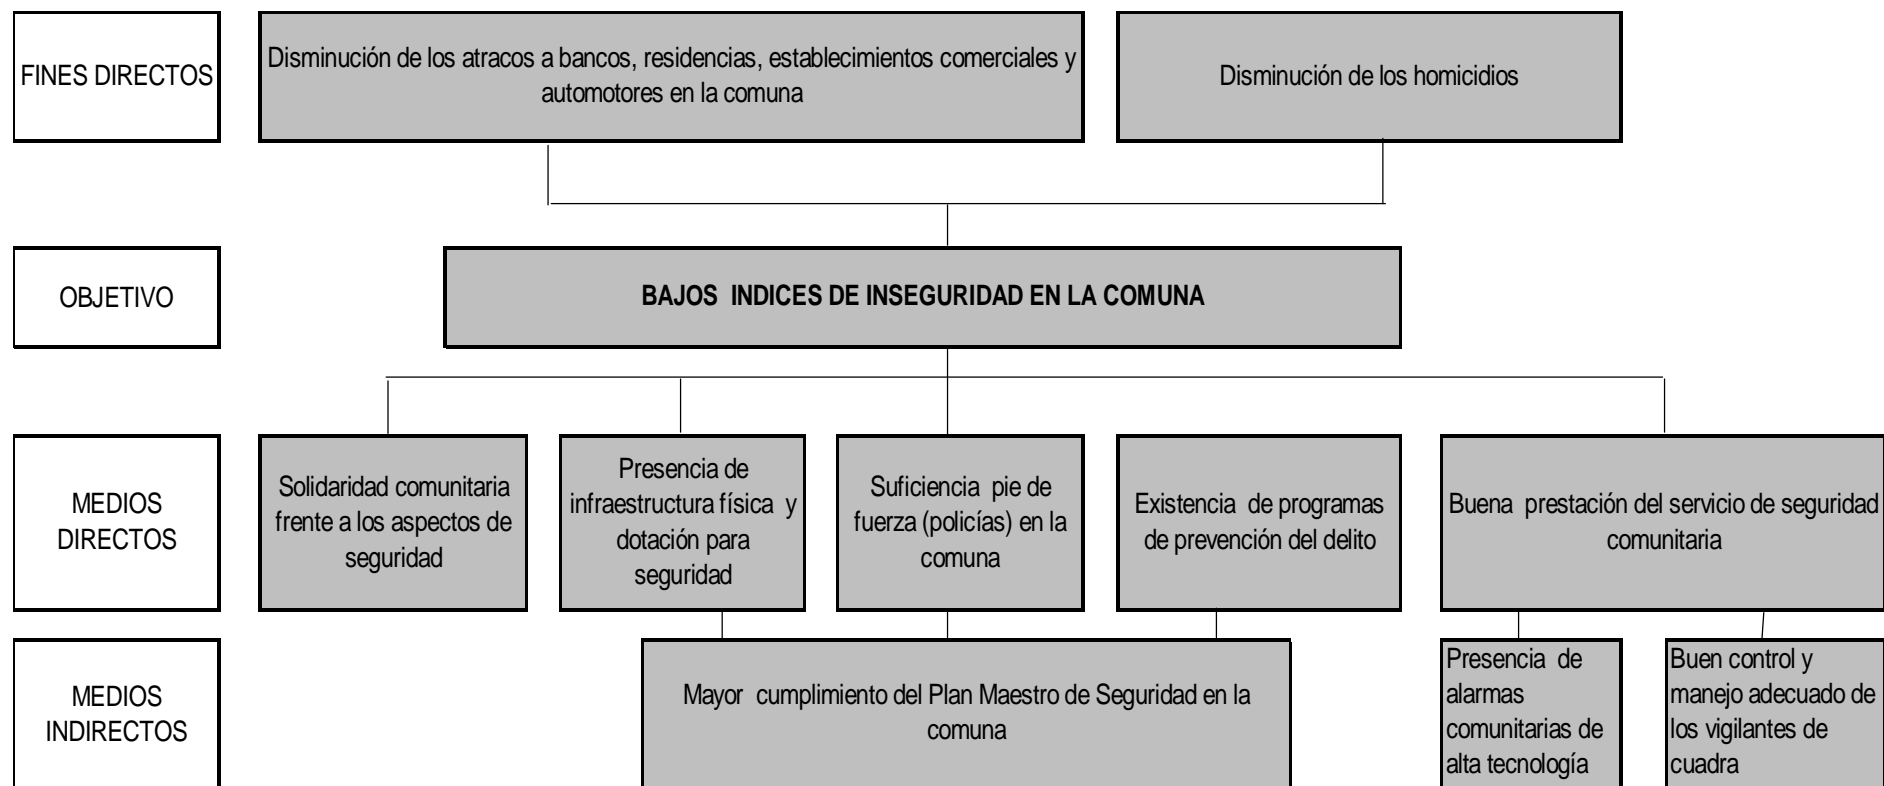 FINES DIRECTOS
Disminución de los atracos a bancos, residencias, establecimientos comerciales y
automotores en la comuna
Disminución de los homicidios
OBJETIVO
BAJOS INDICES DE INSEGURIDAD EN LA COMUNA
MEDIOS
DIRECTOS
Solidaridad comunitaria
frente a los aspectos de
seguridad
Presencia de
infraestructura física y
dotación para
seguridad
Suficiencia pie de
fuerza (policías) en la
comuna
Existencia de programas
de prevención del delito
Buena prestación del servicio de seguridad
comunitaria
MEDIOS
INDIRECTOS
Mayor cumplimiento del Plan Maestro de Seguridad en la
comuna
Presencia de
alarmas
comunitarias de
alta tecnología
Buen control y
manejo adecuado de
los vigilantes de
cuadra